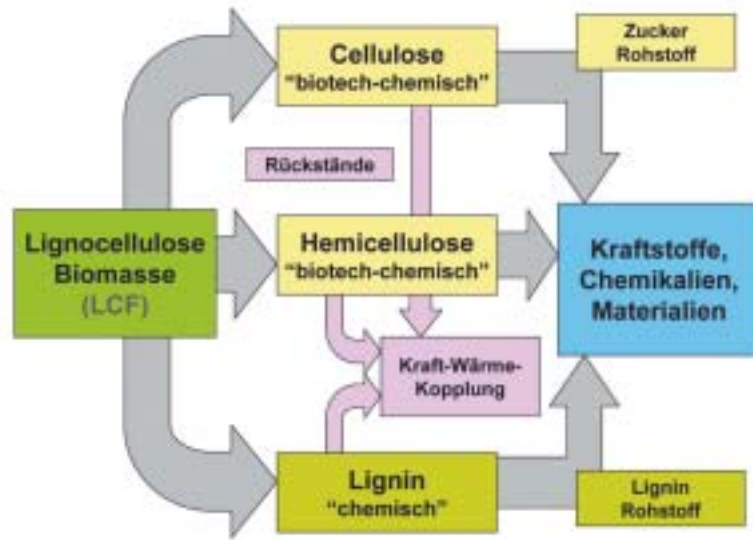 Cellulose
“biotech-chemisch”
Zucker
Rohstoff
Rückstände
Lignocellulose
Biomasse
(LCF)
Hemicellulose
“biotech-chemisch”
Kraftstoffe,
Chemikalien,
Materialien
Kraft-Wärme-
Kopplung
Lignin
“chemisch”
Lignin
Rohstoff